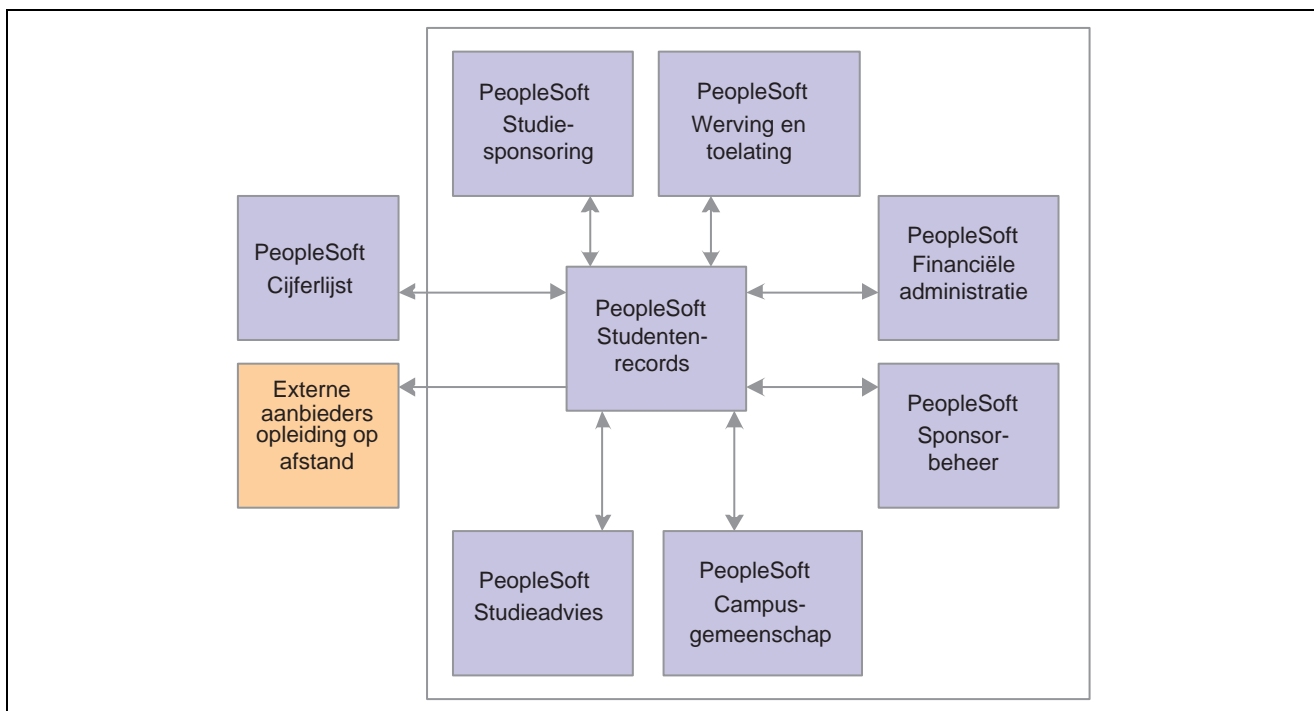 PeopleSoft
Studie-
sponsoring
PeopleSoft
Werving en
toelating
PeopleSoft
Cijferlijst
PeopleSoft
Financiële
administratie
PeopleSoft
Studenten-
records
Externe
aanbieders
opleiding op
afstand
PeopleSoft
Sponsor-
beheer
PeopleSoft
Studieadvies
PeopleSoft
Campus-
gemeenschap